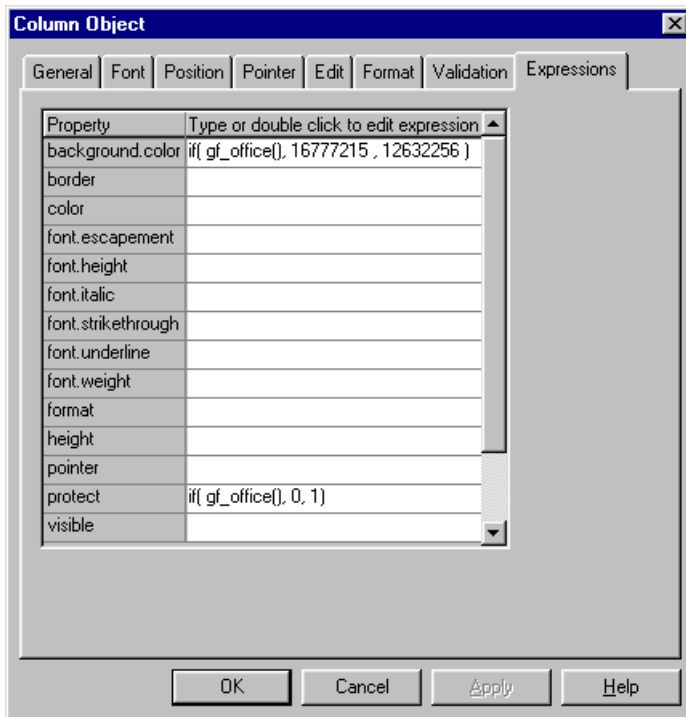 Column Object
General Font Position Pointer Edit Format Validation Expressions
Property Type or double click to edit expression
background.color if( gf_office(), 16777215 , 12632256 )
border
color
font.escapement
font.height
font.italic
font.strikethrough
font.underline
font.weight
format
height
pointer
protect if( gf_office(), 0, 1)
visible
OK Cancel Apply Help